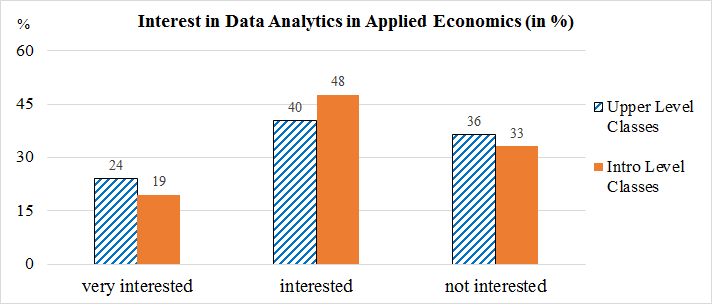 Interest in Data Analytics in Applied Economics (in %)
%
60
45
30
15
0
24
19
40
48
36
33
very interested
interested
not interested
Upper Level
Classes
Intro Level
Classes